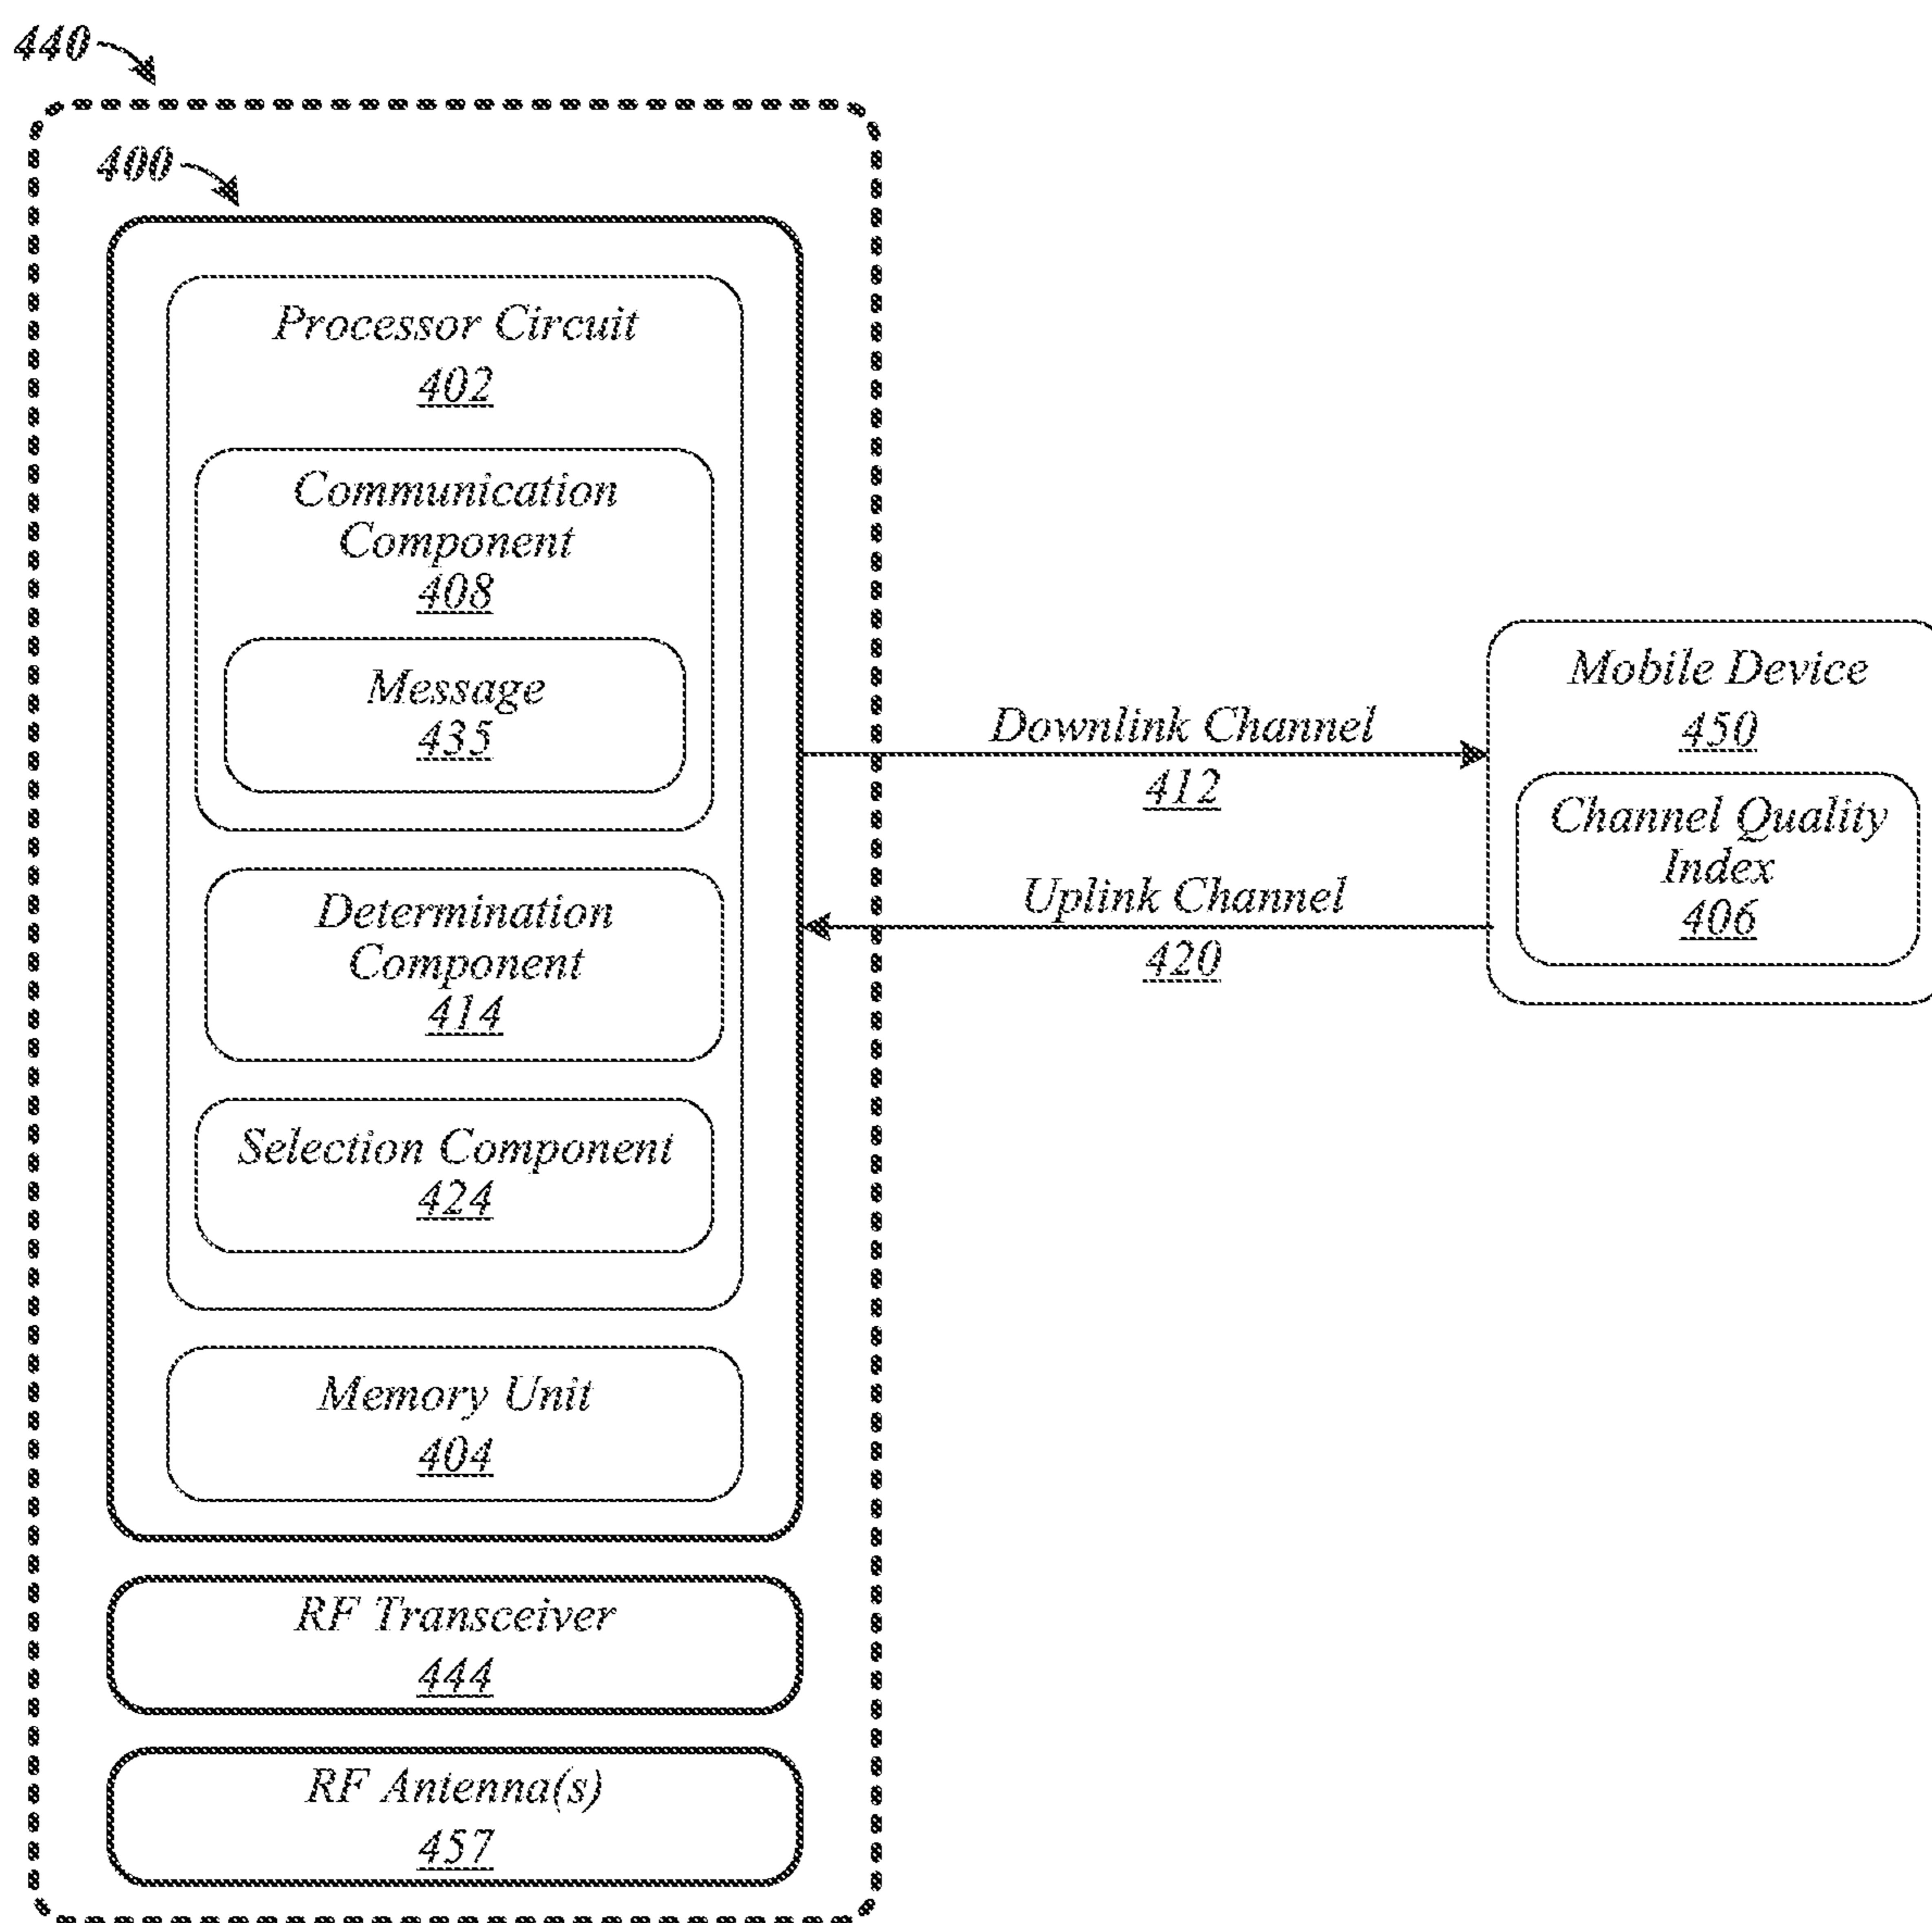 440
400
Processor Circuit
402
Communication
Component
408
Message
435
Determination
Component
414
Selection Component
424
Memory Unit
404
RF Transceiver
444
RF Antenna(s)
457
Downlink Channel
412
Uplink Channel
420
Mobile Device
450
Channel Quality
Index
406